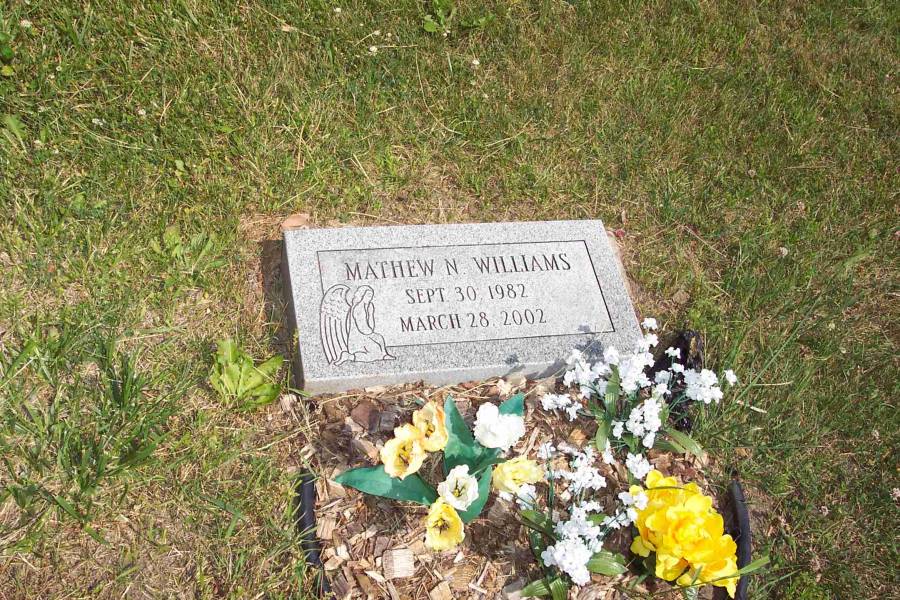 MATHEW N. WILLIAMS
SEPT. 30, 1982
MARCH 28, 2002